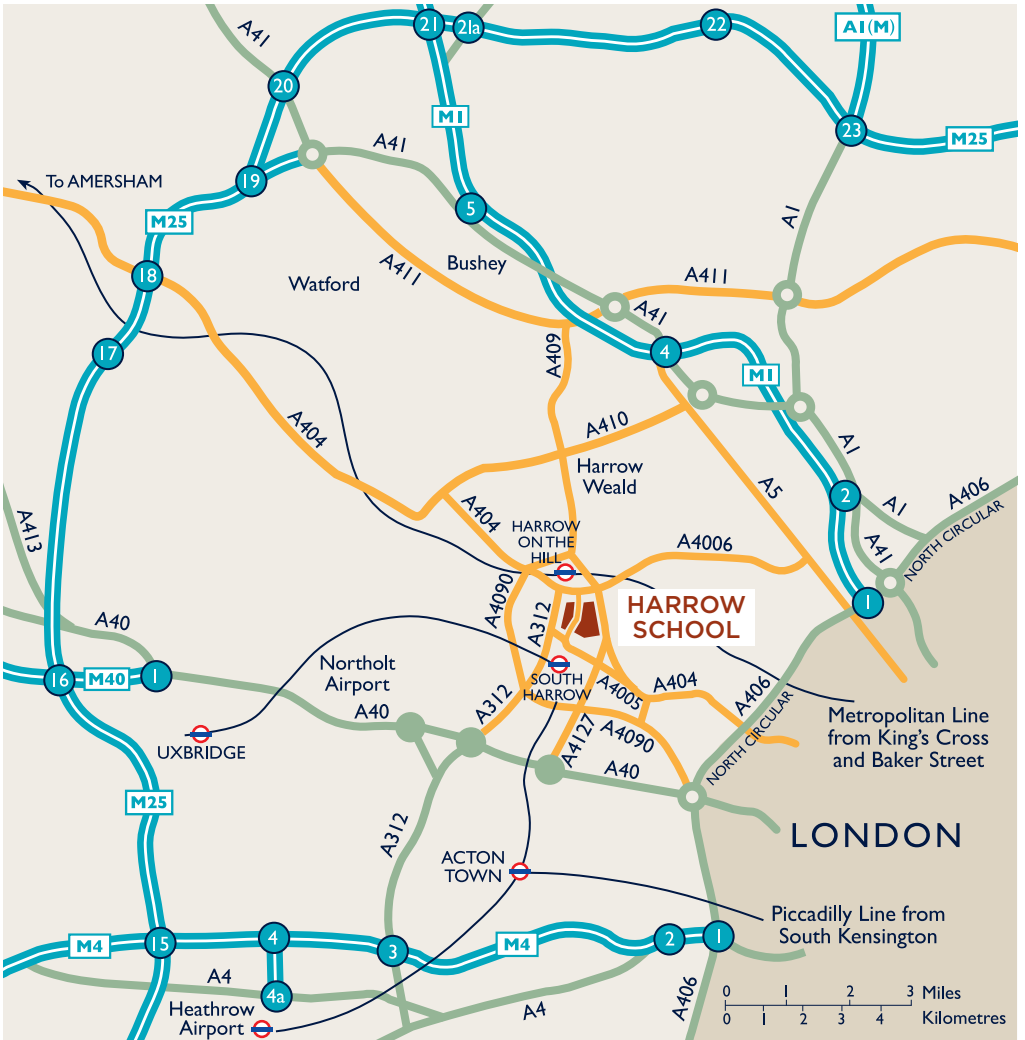 21
21a
22
A1(M)
A41
20
M1
23
M25
A41
19
To AMERSHAM
5
M25
A1
A411
Bushey
18
Watford
A411
A41
17
A409
4
M1
A404
A410
A1
Harrow
Weald
A5
2
A406
A1
A404
A413
HARROW
ON THE
HILL
A4006
A41
NORTH CIRCULAR
A4090
1
A312
HARROW
SCHOOL
A40
Northolt
Airport
16
M40
1
SOUTH
HARROW
A4005
A404
A406
A312
A40
A4127
A4090
NORTH CIRCULAR
Metropolitan Line
from King's Cross
and Baker Street
UXBRIDGE
A40
M25
A312
LONDON
ACTON
TOWN
Piccadilly Line from
South Kensington
M4
15
4
3
M4
2
1
A4
4a
A406
Heathrow
Airport
A4
0 1 2 3 Miles
0 1 2 3 4 Kilometres